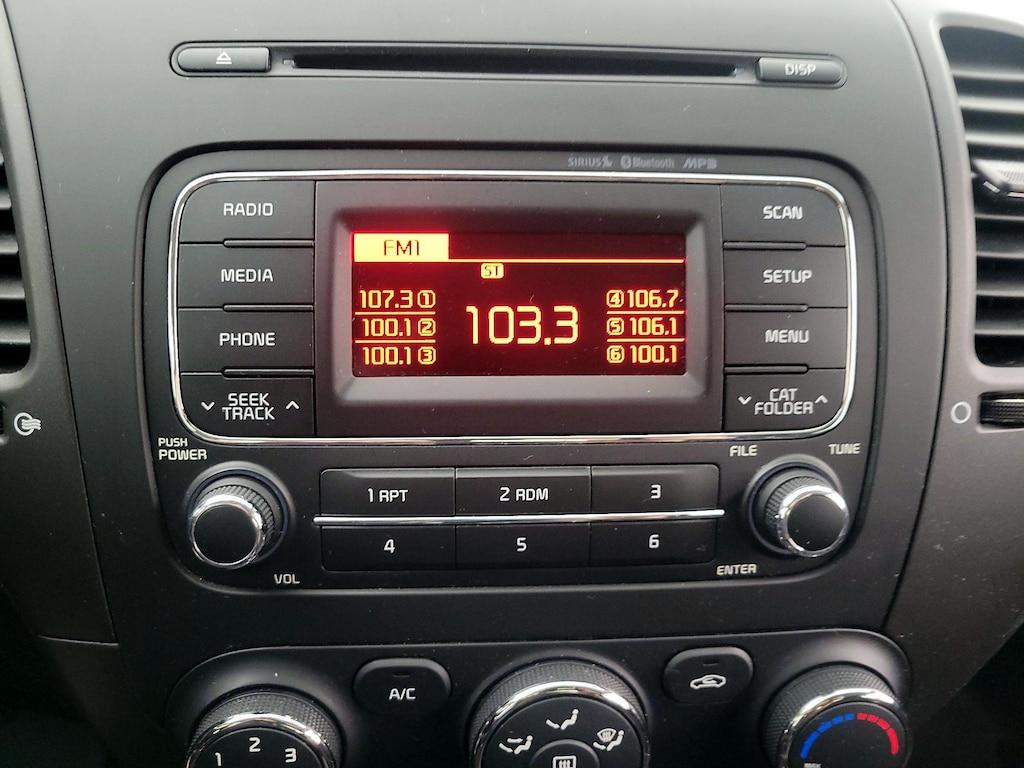 DISP
SIRIUS Bluetooth MP3
RADIO
MEDIA
PHONE
SEEK
TRACK
FM1
ST
107.3 1
100.1 2
100.1 3
103.3
4 106.7
5 106.1
6 100.1
SCAN
SETUP
MENU
CAT
FOLDER
PUSH
POWER
VOL
1 RPT
2 RDM
3
4
5
6
FILE
TUNE
ENTER
A/C
1 2 3
MAX